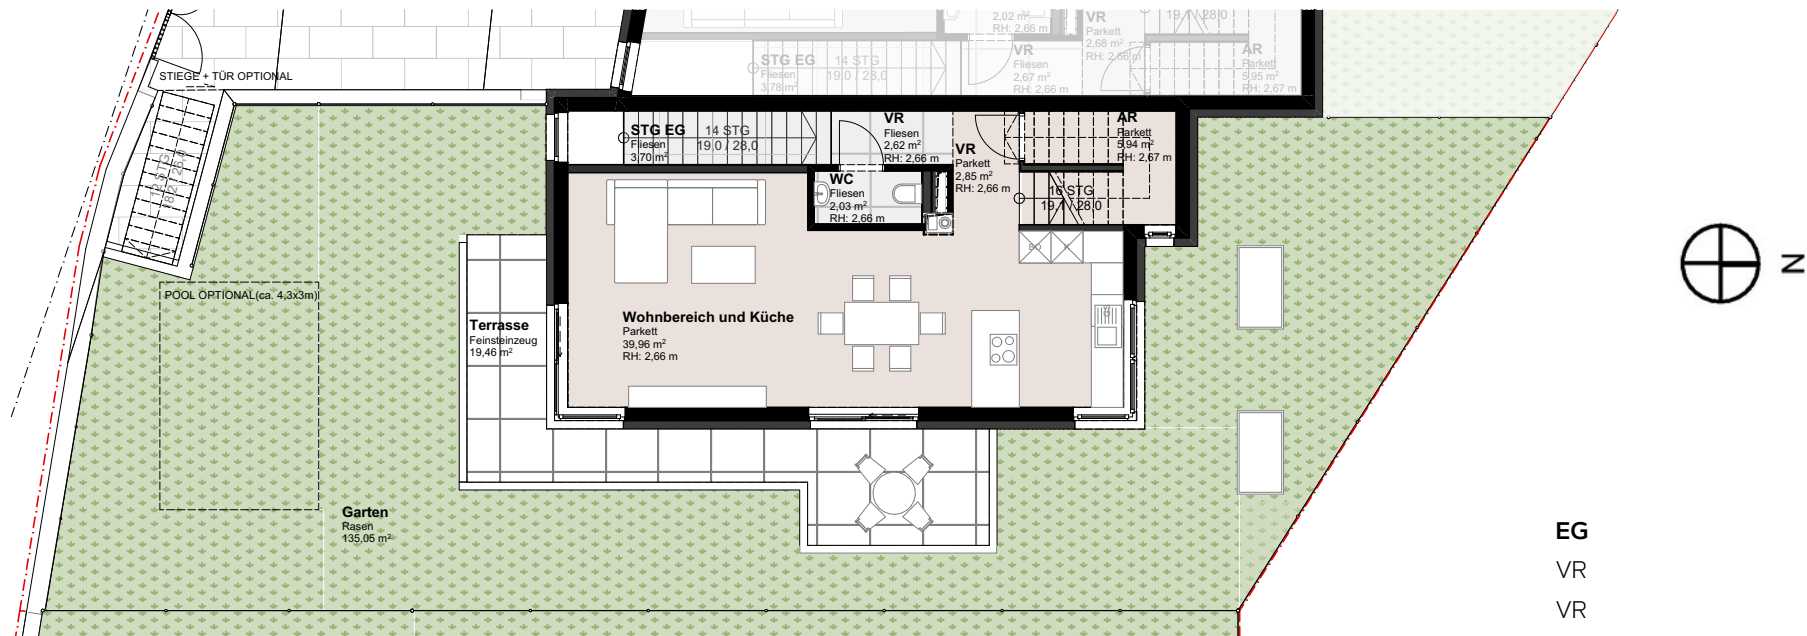 2,02 m²
RH: 2,66 m
VR
Parkett
2,68 m²
RH: 2,66 m
19,1 / 28,0
STG EG
Fliesen
3,78 m²
14 STG
19,0 / 28,0
VR
Fliesen
2,67 m²
RH: 2,66 m
AR
Parkett
5,95 m²
RH: 2,67 m
STIEGE + TÜR OPTIONAL
12 STG
STG EG
Fliesen
3,70 m²
14 STG
19,0 / 28,0
VR
Fliesen
2,62 m²
RH: 2,66 m
VR
Parkett
2,85 m²
RH: 2,66 m
AR
Parkett
5,94 m²
RH: 2,67 m
WC
Fliesen
2,03 m²
RH: 2,66 m
16 STG
19,1 / 28,0
POOL OPTIONAL(ca. 4,3x3m)
Terrasse
Feinsteinzeug
19,46 m²
Wohnbereich und Küche
Parkett
39,96 m²
RH: 2,66 m
Garten
Rasen
135,05 m²
N
EG
VR
VR